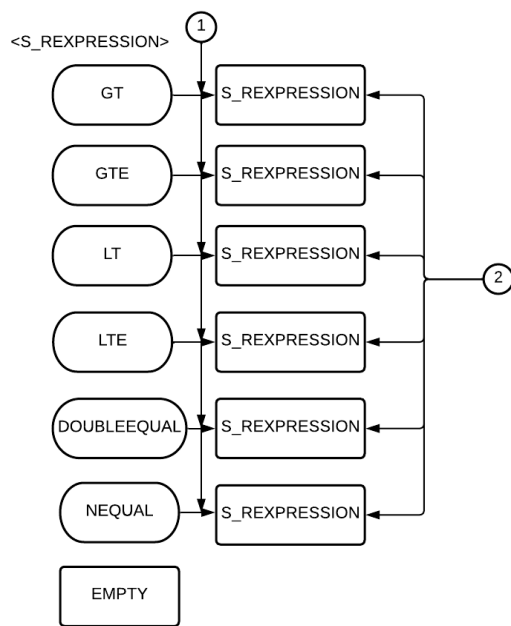 1
<S_REXPRESSION>
GT
S_REXPRESSION
GTE
S_REXPRESSION
LT
S_REXPRESSION
2
LTE
S_REXPRESSION
DOUBLEEQUAL
S_REXPRESSION
NEQUAL
S_REXPRESSION
EMPTY